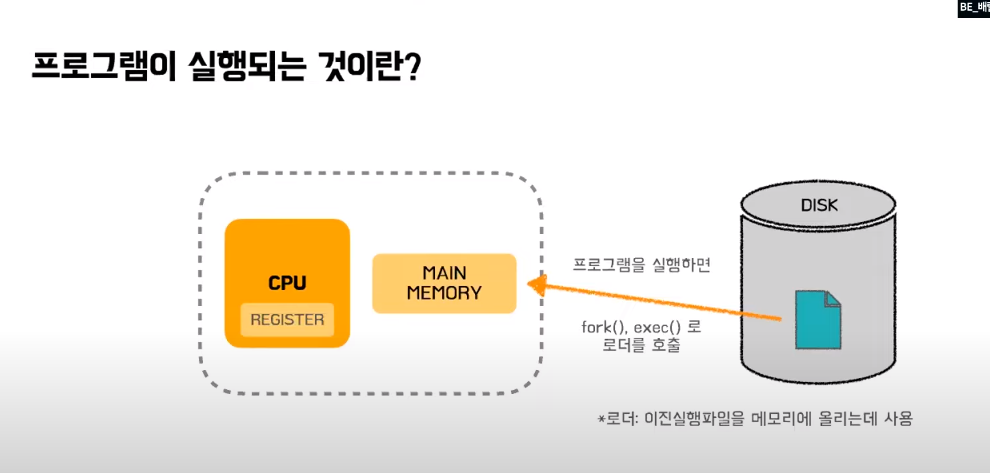 BE_배
프로그램이 실행되는 것이란?
DISK
프로그램을 실행하면
MAIN
MEMORY
CPU
REGISTER
fork(), exec() 로
로더를 호출
*로더: 이진실행파일을 메모리에 올리는데 사용